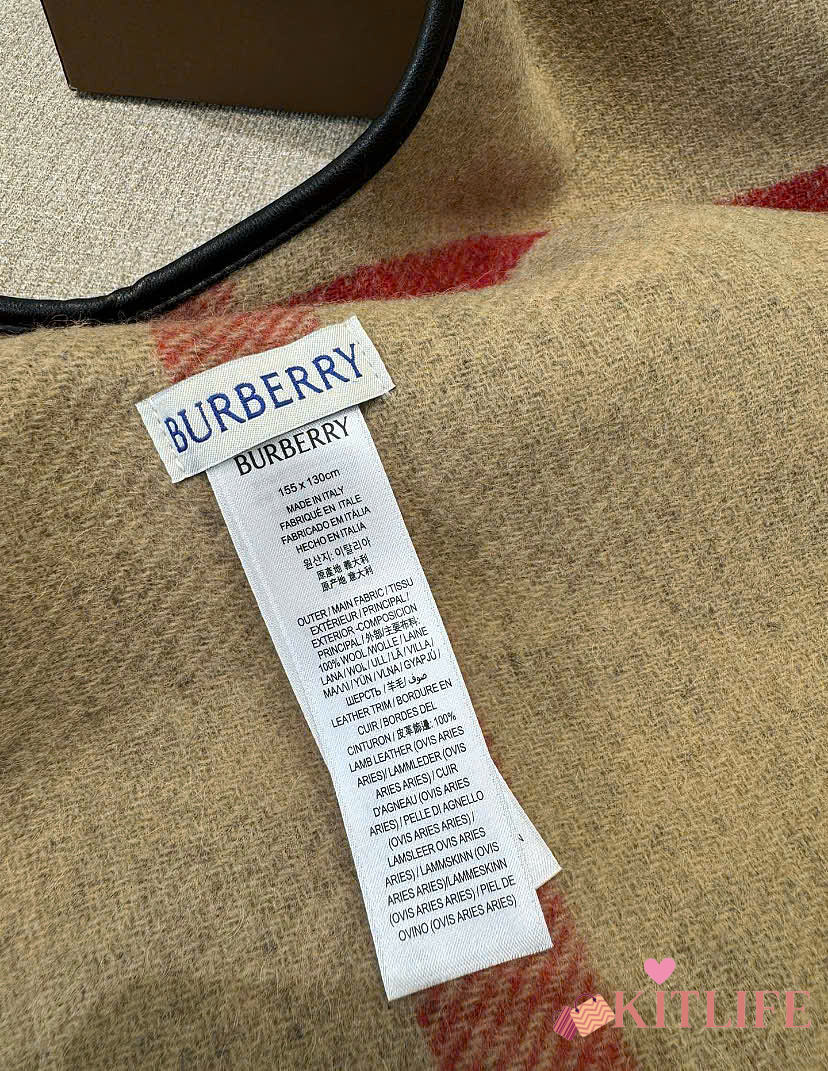 BURBERRY
BURBERRY
155 x 130cm
MADE IN ITALY
FABRIQUÉ EN ITALE
FABRICADO EM ITÀLIA
HECHO EN ITALIA
원산지: 이탈리아
原產地 義大利
原产地 意大利
OUTER / MAIN FABRIC / TISSU
EXTÉRIEUR / PRINCIPAL /
EXTERIOR -COMPOSICION
PRINCIPAL / 外部/主要布料:
100% WOOL/WOLLE / LAINE
LANA / WOL / ULL / LÃ / VILLA /
ΜΑΛΛΙ / YÜN / VLNA / GYAPJÚ /
ШЕРСТЬ / 羊毛/ صوف /
LEATHER TRIM / BORDURE EN
CUIR / BORDES DEL
CINTURON / 皮革飾邊: 100%
LAMB LEATHER (OVIS ARIES
ARIES)/ LAMMLEDER (OVIS
ARIES ARIES) / CUIR
D'AGNEAU (OVIS ARIES
ARIES) / PELLE DI AGNELLO
(OVIS ARIES ARIES) /
LAMSLEER OVIS ARIES
ARIES) / LAMMSKINN (OVIS
ARIES ARIES)/LAMMESKINN
(OVIS ARIES ARIES) / PIEL DE
OVINO (OVIS ARIES ARIES)
KITLIFE